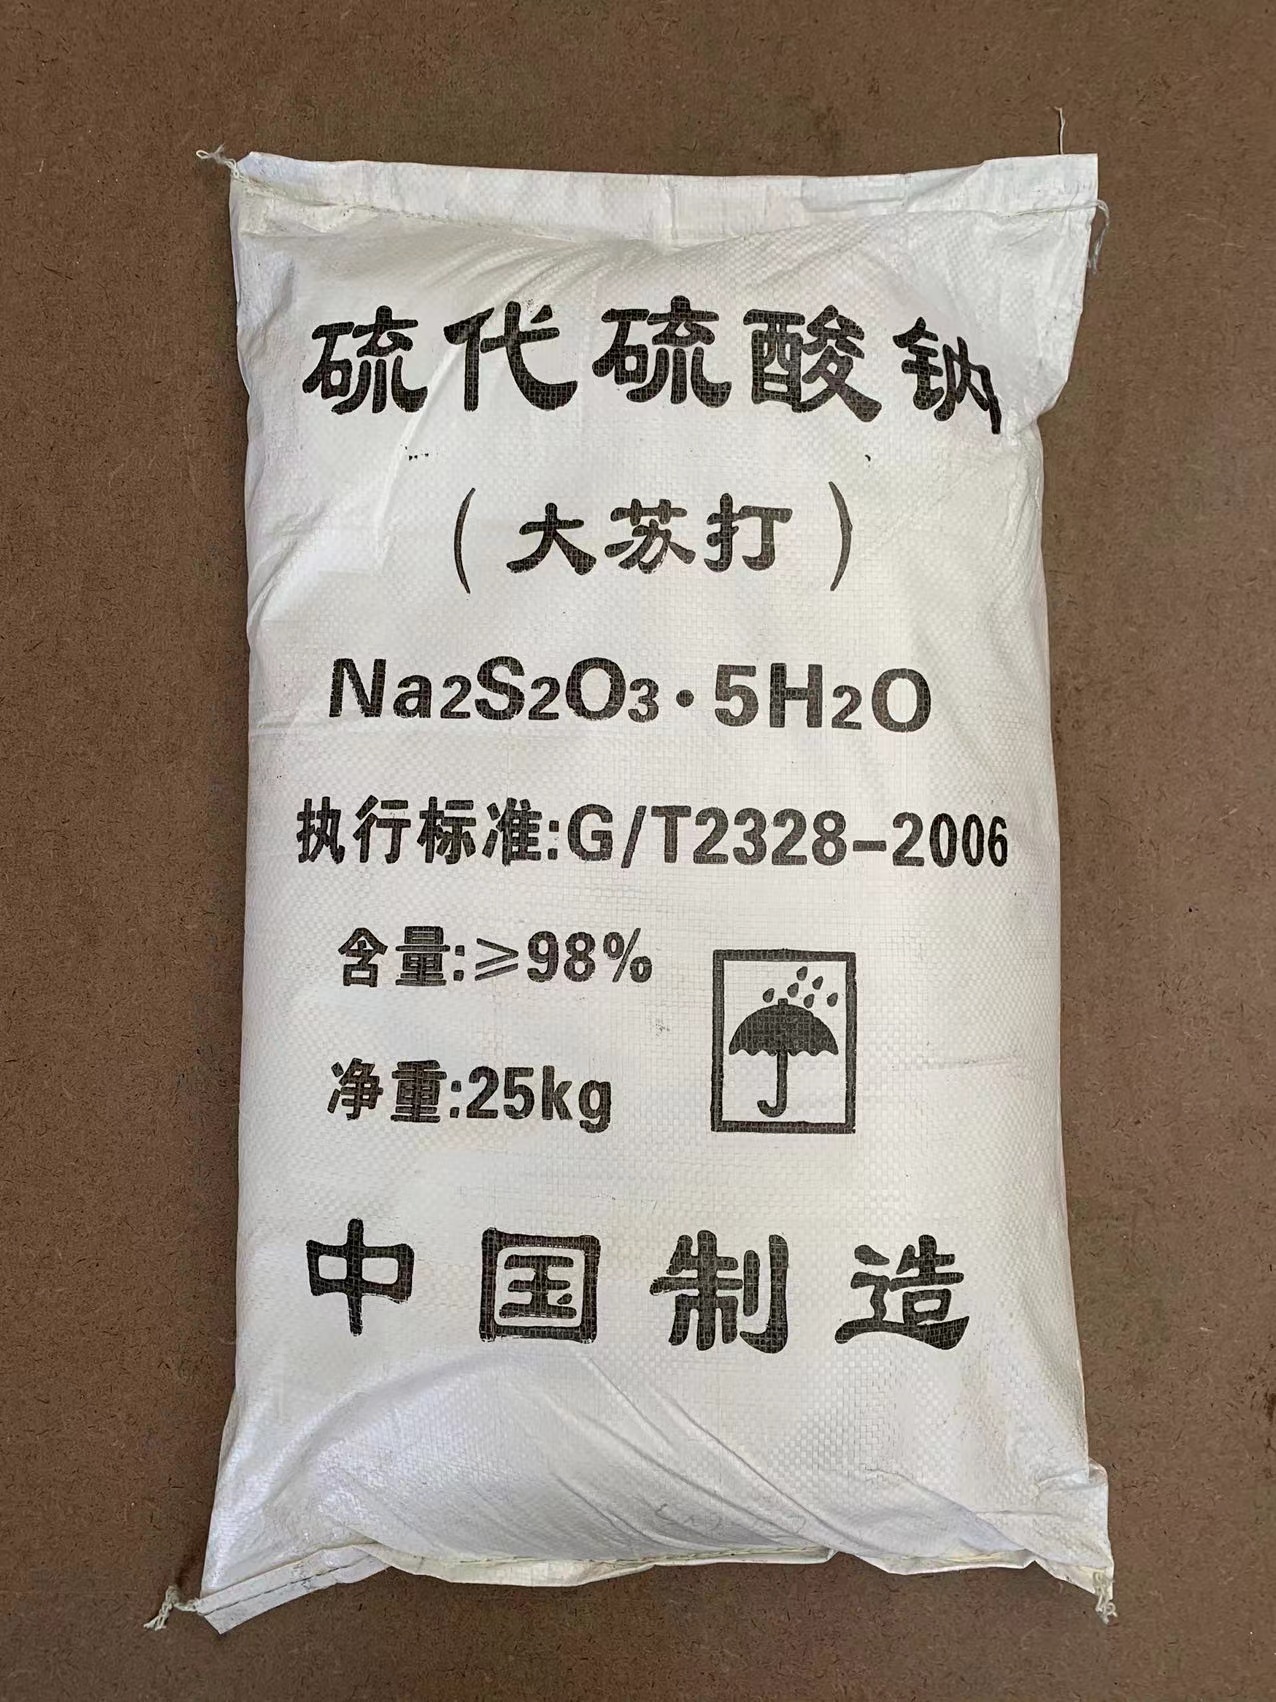 硫代硫酸钠
（大苏打）
Na2S2O3·5H2O
执行标准:G/T2328-2006
含量:≥98%
净重:25kg
中国制造